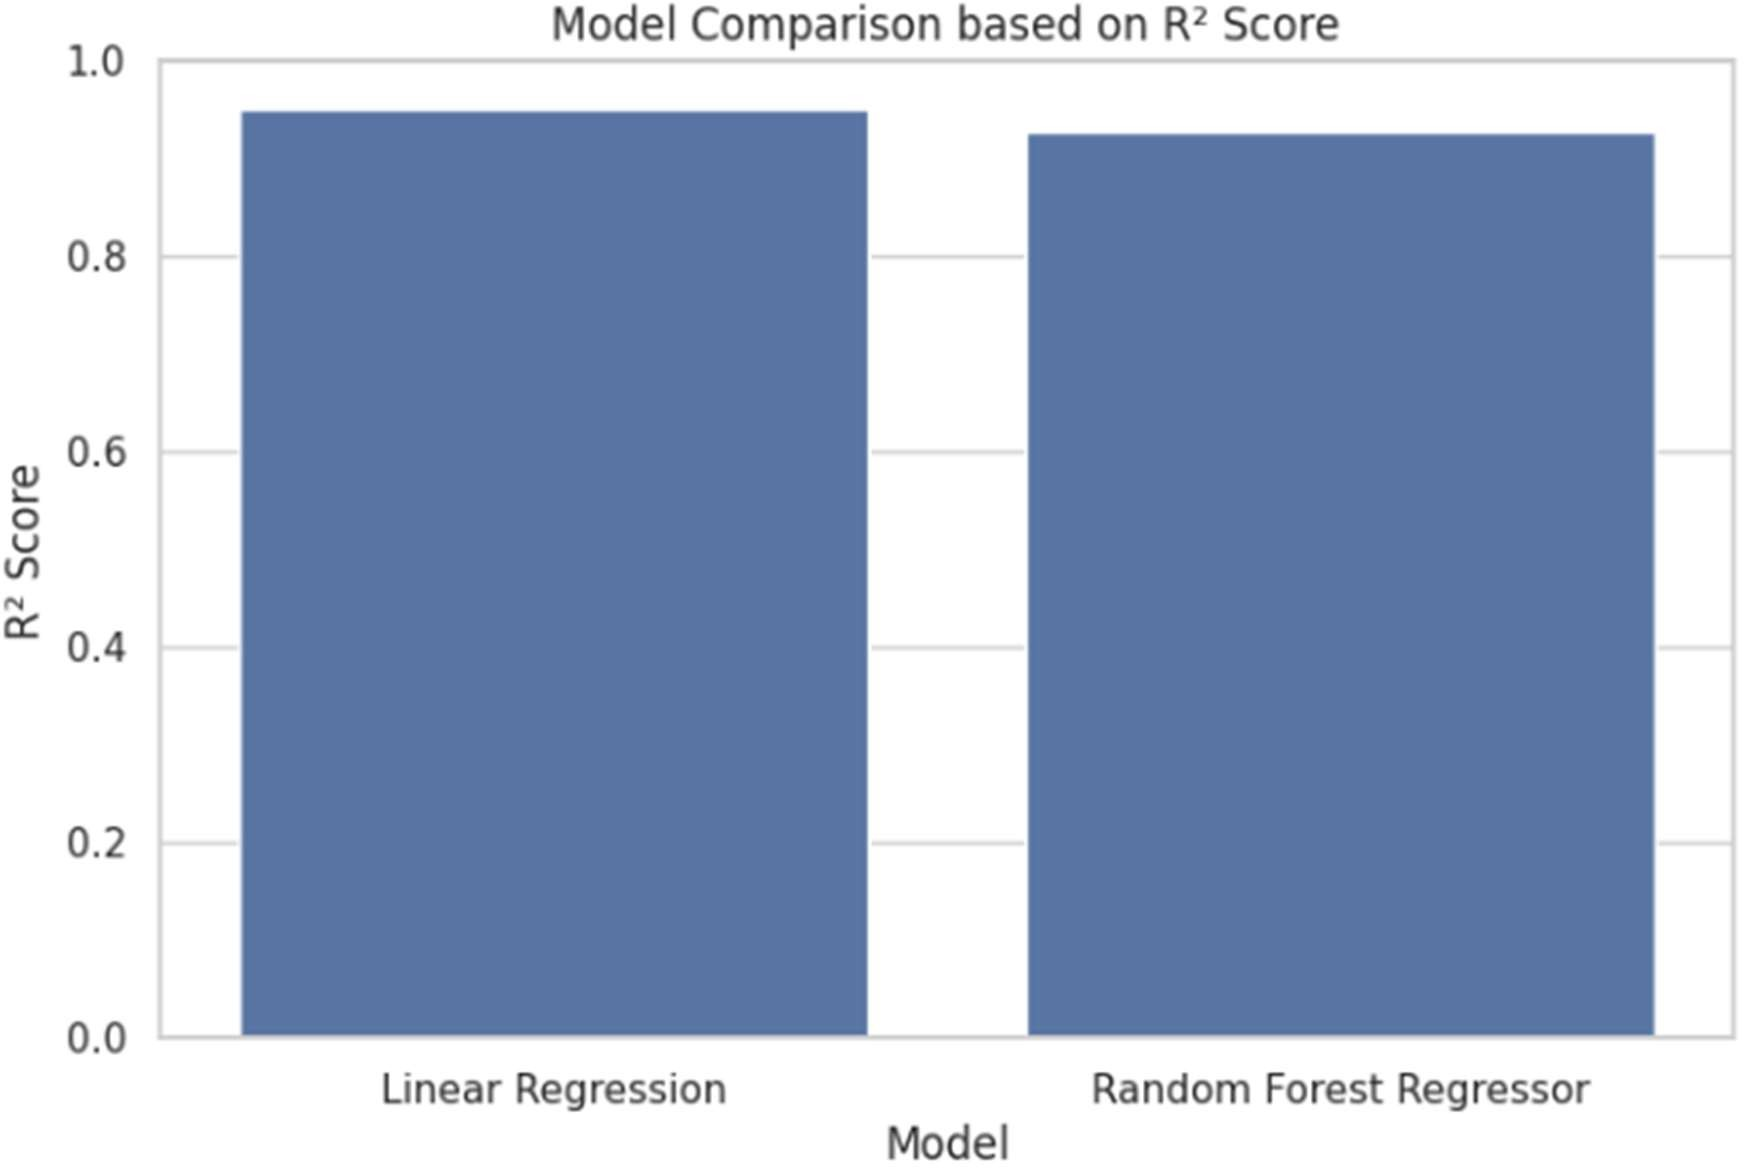 Model Comparison based on R² Score
1.0
0.8
0.6
0.4
0.2
0.0
R² Score
Linear Regression
Random Forest Regressor
Model